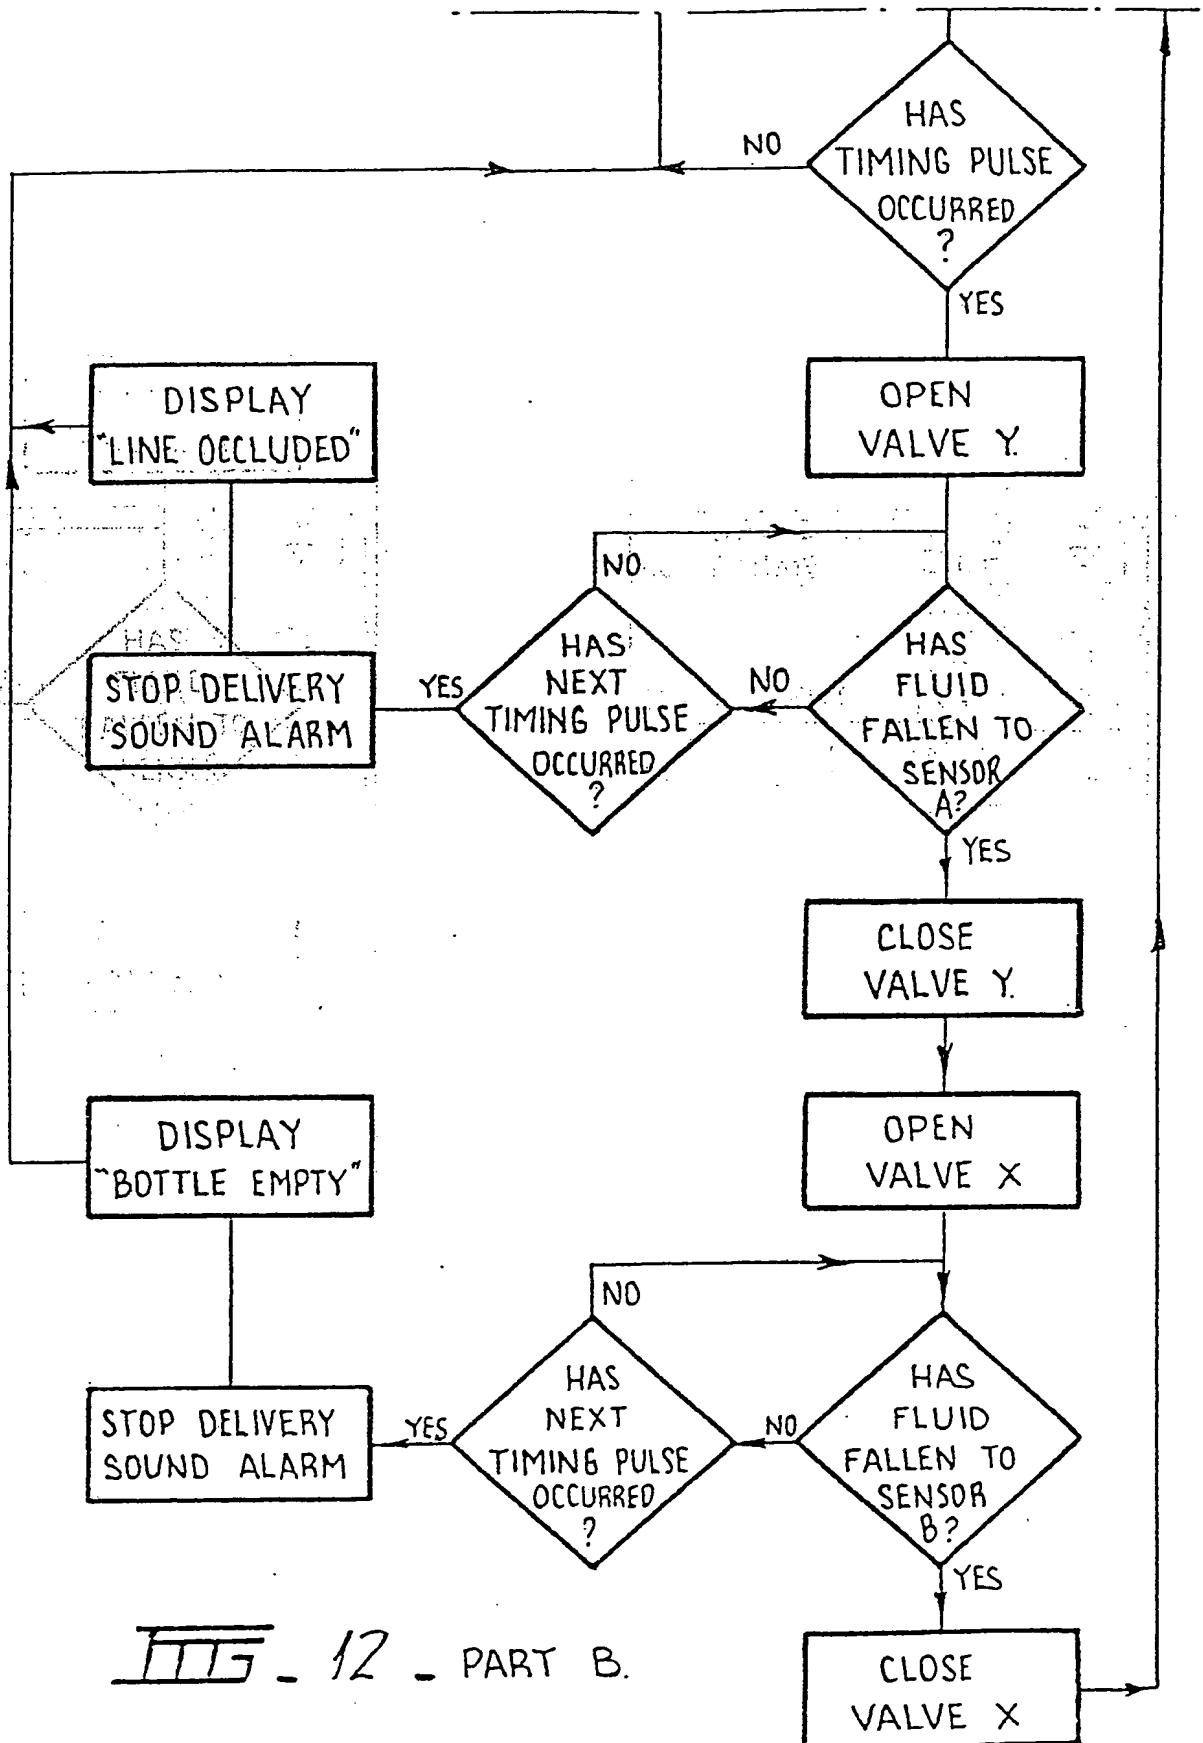 HAS
TIMING PULSE
OCCURRED
?
NO
YES
OPEN
VALVE Y.
DISPLAY
"LINE OCCLUDED"
NO
HAS
FLUID
FALLEN TO
SENSOR
A?
NO
HAS
NEXT
TIMING PULSE
OCCURRED
?
YES
STOP DELIVERY
SOUND ALARM
YES
CLOSE
VALVE Y.
OPEN
VALVE X
DISPLAY
"BOTTLE EMPTY"
NO
HAS
FLUID
FALLEN TO
SENSOR
B?
NO
HAS
NEXT
TIMING PULSE
OCCURRED
?
YES
STOP DELIVERY
SOUND ALARM
YES
CLOSE
VALVE X
FIG - 12 - PART B.